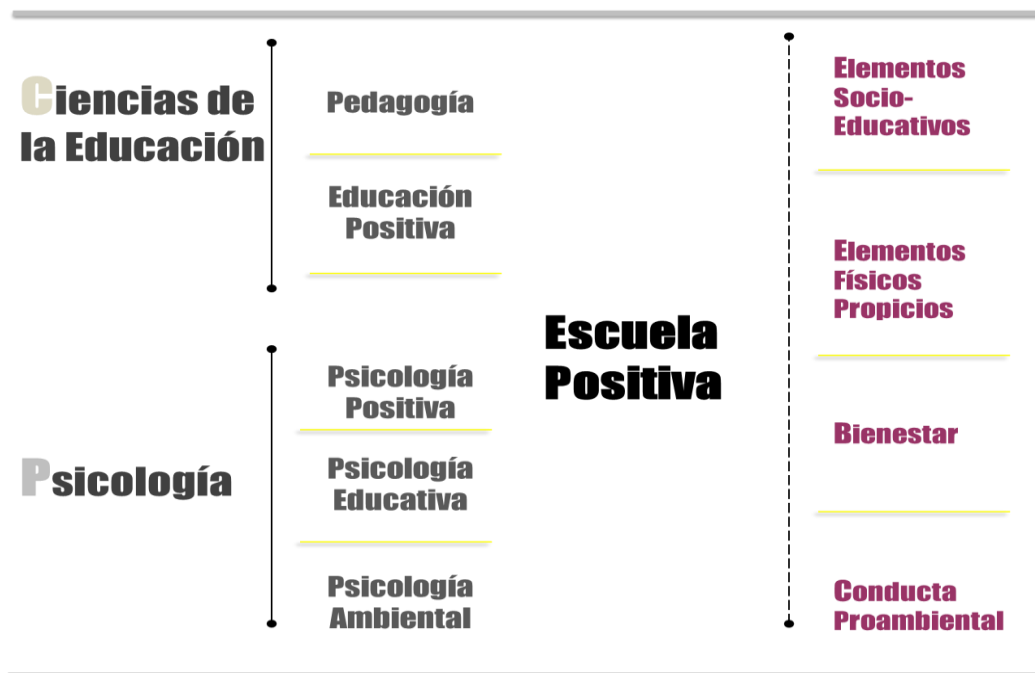 Ciencias de
la Educación
Pedagogía
Educación
Positiva
Psicología
Psicología
Positiva
Psicología
Educativa
Psicología
Ambiental
Escuela
Positiva
Elementos
Socio-
Educativos
Elementos
Físicos
Propicios
Bienestar
Conducta
Proambiental